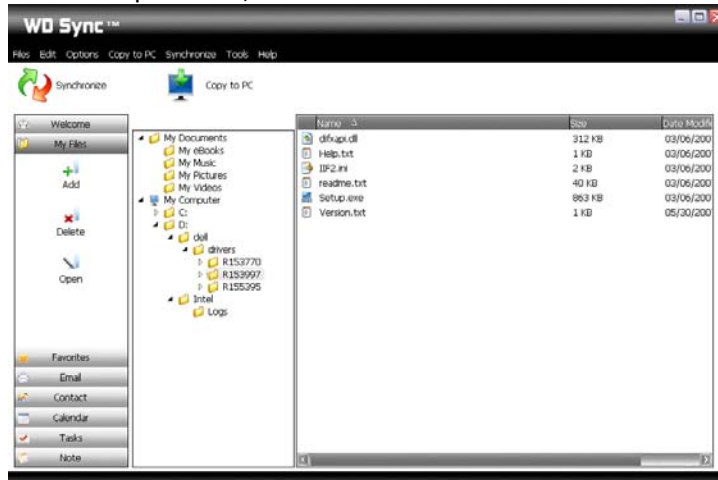 WD Sync™
Files Edit Options Copy to PC Synchronize Tools Help
Synchronize Copy to PC
Welcome
My Files
Add
Delete
Open
Favorites
Email
Contact
Calendar
Tasks
Note
My Documents
My eBooks
My Music
My Pictures
My Videos
My Computer
C:
D:
dell
drivers
R153770
R153997
R155395
Intel
Logs
Name Size Date Modifi
difxapi.dll 312 KB 03/06/200
Help.txt 1 KB 03/06/200
IIF2.ini 2 KB 03/06/200
readme.txt 40 KB 03/06/200
Setup.exe 863 KB 03/06/200
Version.txt 1 KB 05/30/200